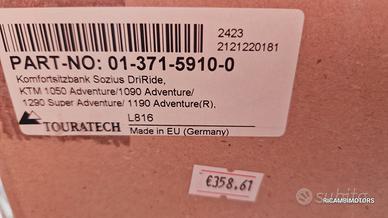 2423
2121220181
PART-NO: 01-371-5910-0
Komfortsitzbank Sozius DriRide,
KTM 1050 Adventure/1090 Adventure/
1290 Super Adventure/ 1190 Adventure(R),
L816
TOURATECH
Made in EU (Germany)
€358.61
subito
RICAMBIMOTORS